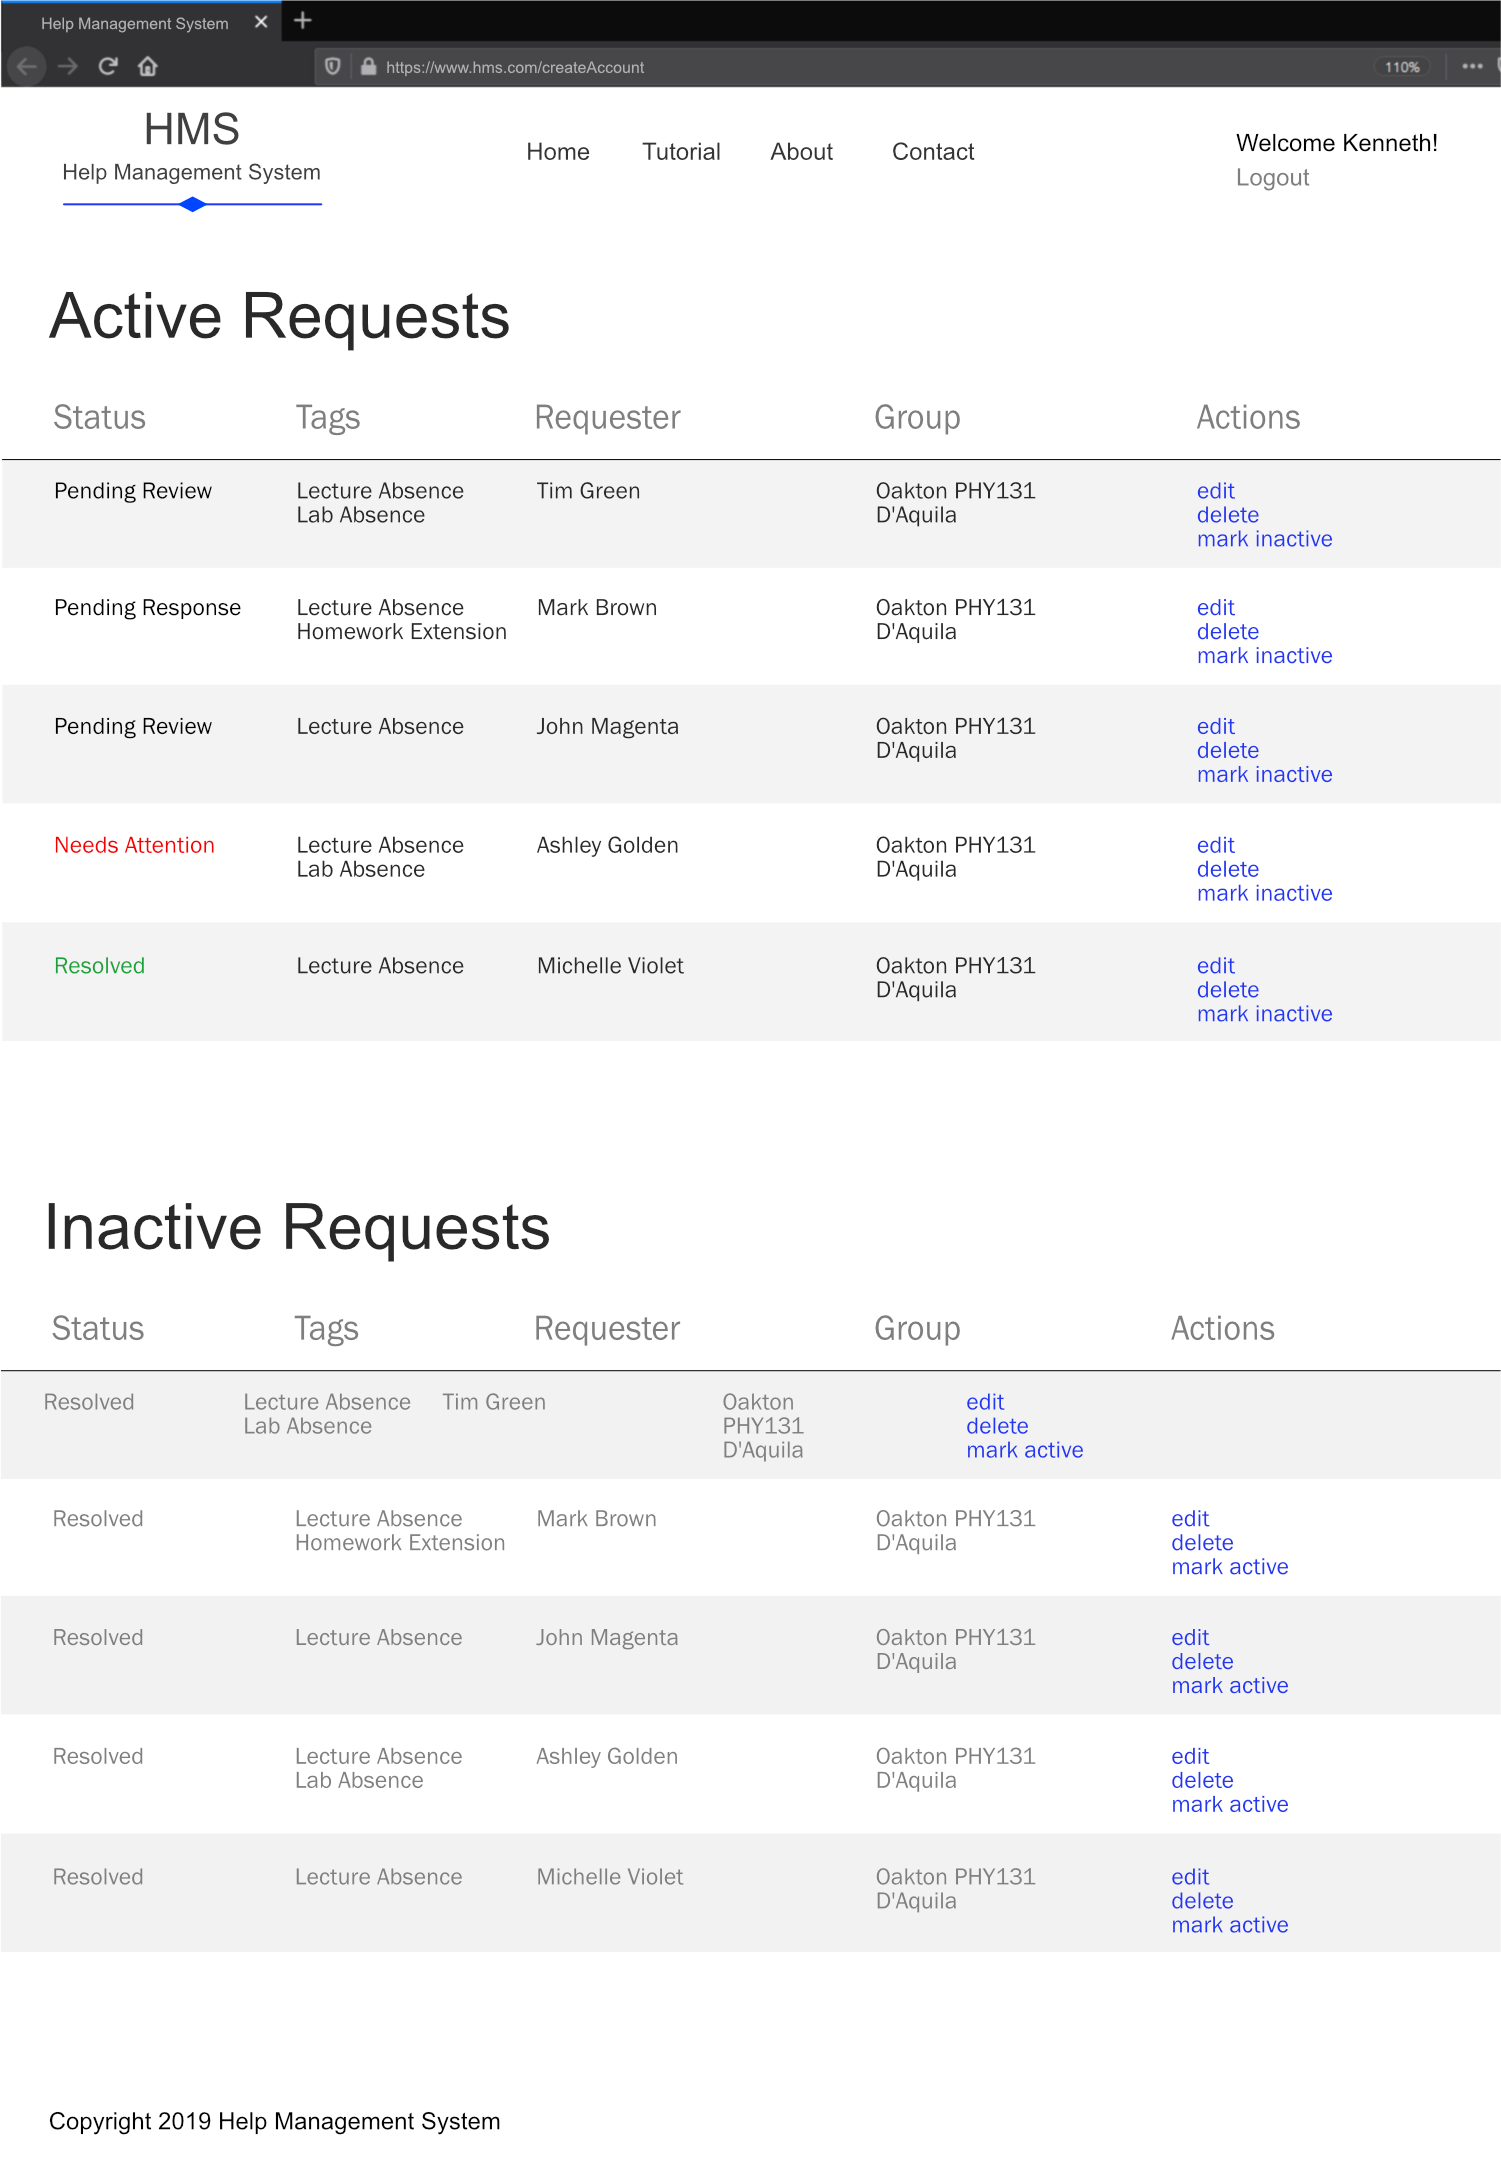 Help Management System
https://www.hms.com/createAccount
110%
HMS
Help Management System
Home Tutorial About Contact
Welcome Kenneth!
Logout
Active Requests
Status Tags Requester Group Actions
Pending Review Lecture Absence Tim Green Oakton PHY131 edit
Lab Absence D'Aquila delete
mark inactive
Pending Response Lecture Absence Mark Brown Oakton PHY131 edit
Homework Extension D'Aquila delete
mark inactive
Pending Review Lecture Absence John Magenta Oakton PHY131 edit
D'Aquila delete
mark inactive
Needs Attention Lecture Absence Ashley Golden Oakton PHY131 edit
Lab Absence D'Aquila delete
mark inactive
Resolved Lecture Absence Michelle Violet Oakton PHY131 edit
D'Aquila delete
mark inactive
Inactive Requests
Status Tags Requester Group Actions
Resolved Lecture Absence Tim Green Oakton edit
Lab Absence PHY131 delete
D'Aquila mark active
Resolved Lecture Absence Mark Brown Oakton PHY131 edit
Homework Extension D'Aquila delete
mark active
Resolved Lecture Absence John Magenta Oakton PHY131 edit
D'Aquila delete
mark active
Resolved Lecture Absence Ashley Golden Oakton PHY131 edit
Lab Absence D'Aquila delete
mark active
Resolved Lecture Absence Michelle Violet Oakton PHY131 edit
D'Aquila delete
mark active
Copyright 2019 Help Management System